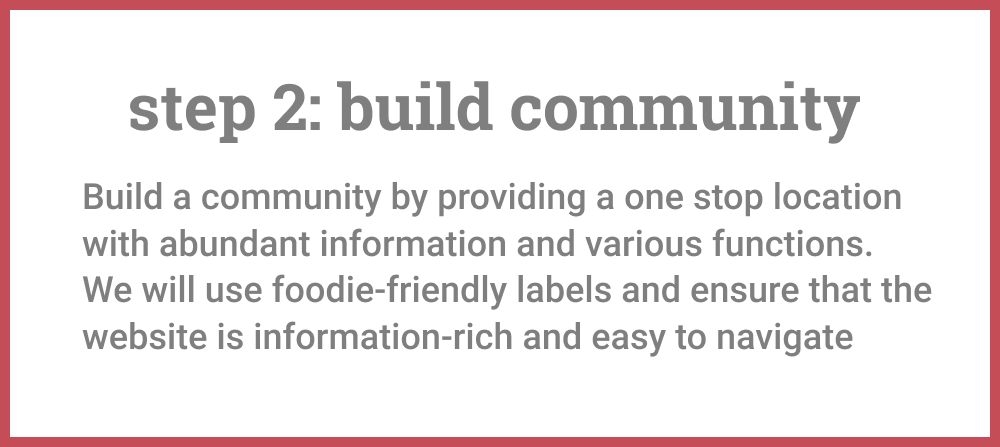 step 2: build community
Build a community by providing a one stop location
with abundant information and various functions.
We will use foodie-friendly labels and ensure that the
website is information-rich and easy to navigate